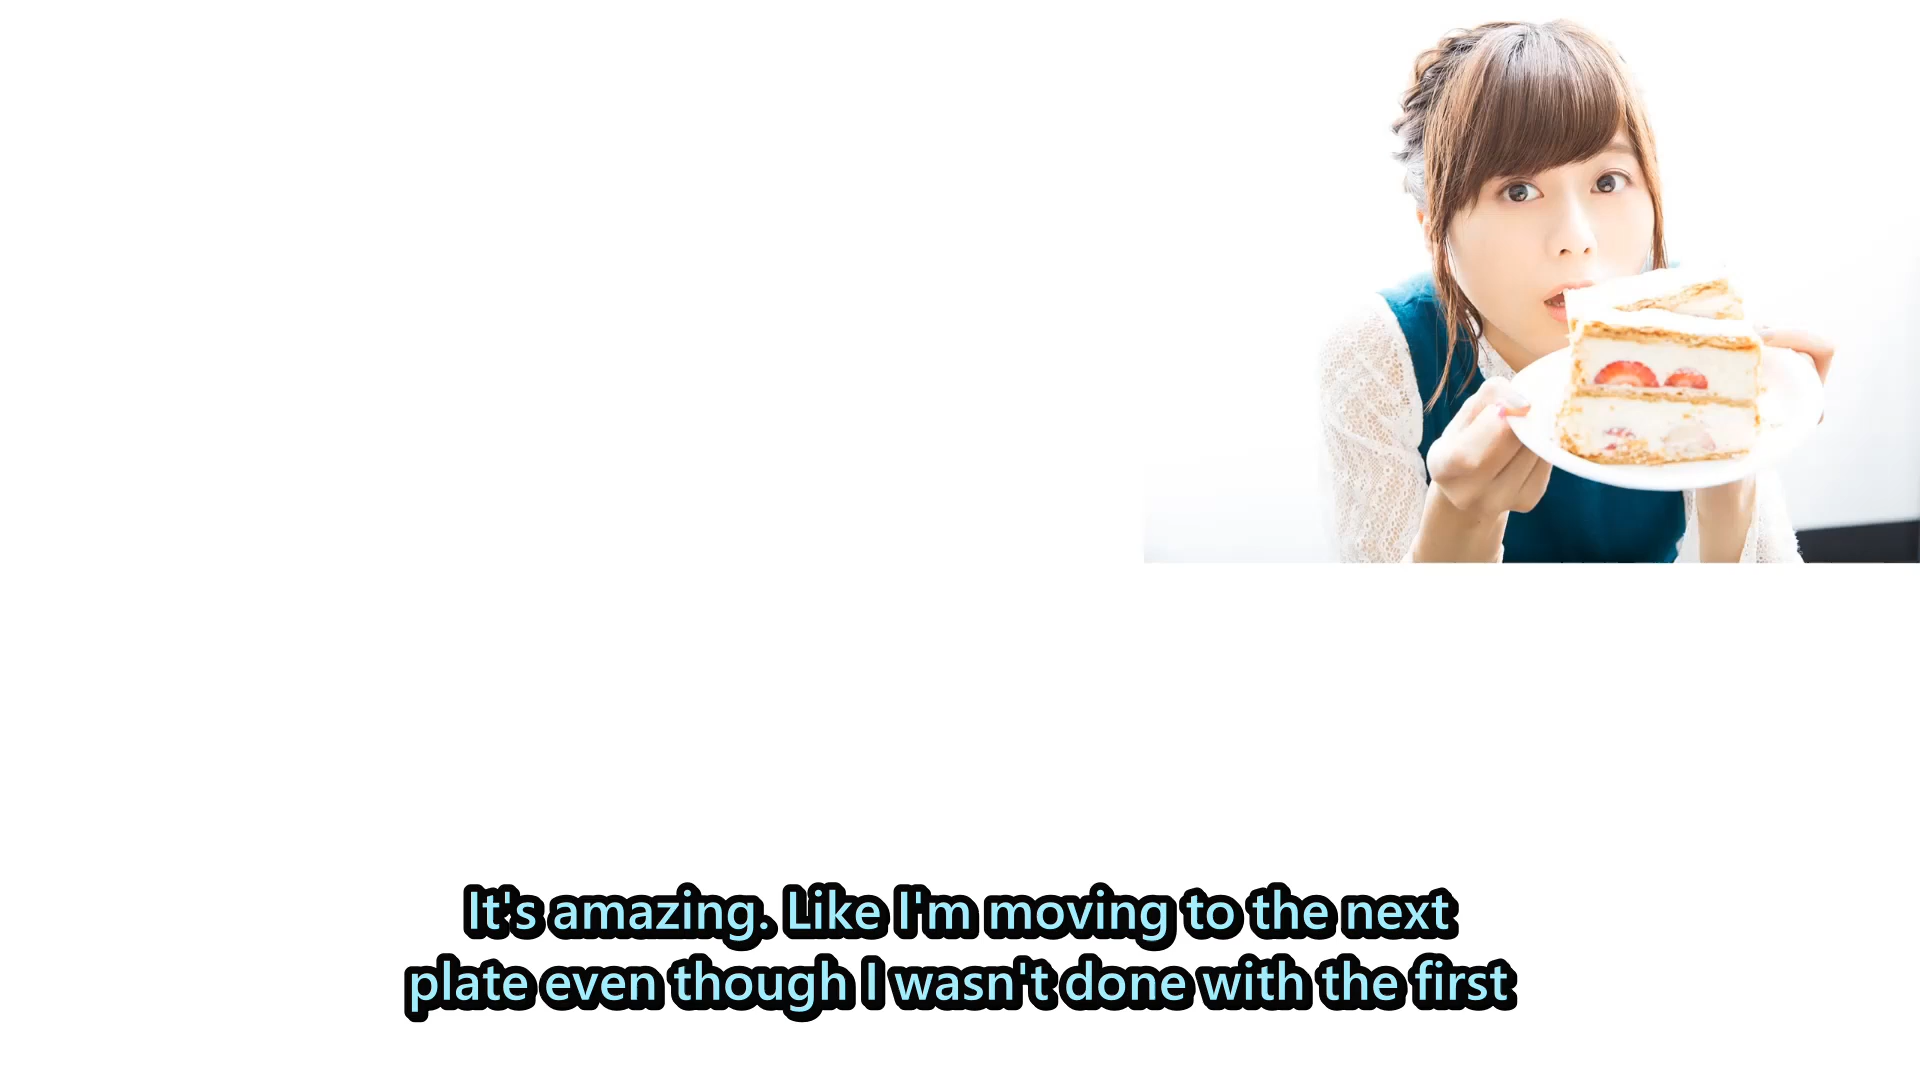 It's amazing. Like I'm moving to the next
plate even though I wasn't done with the first